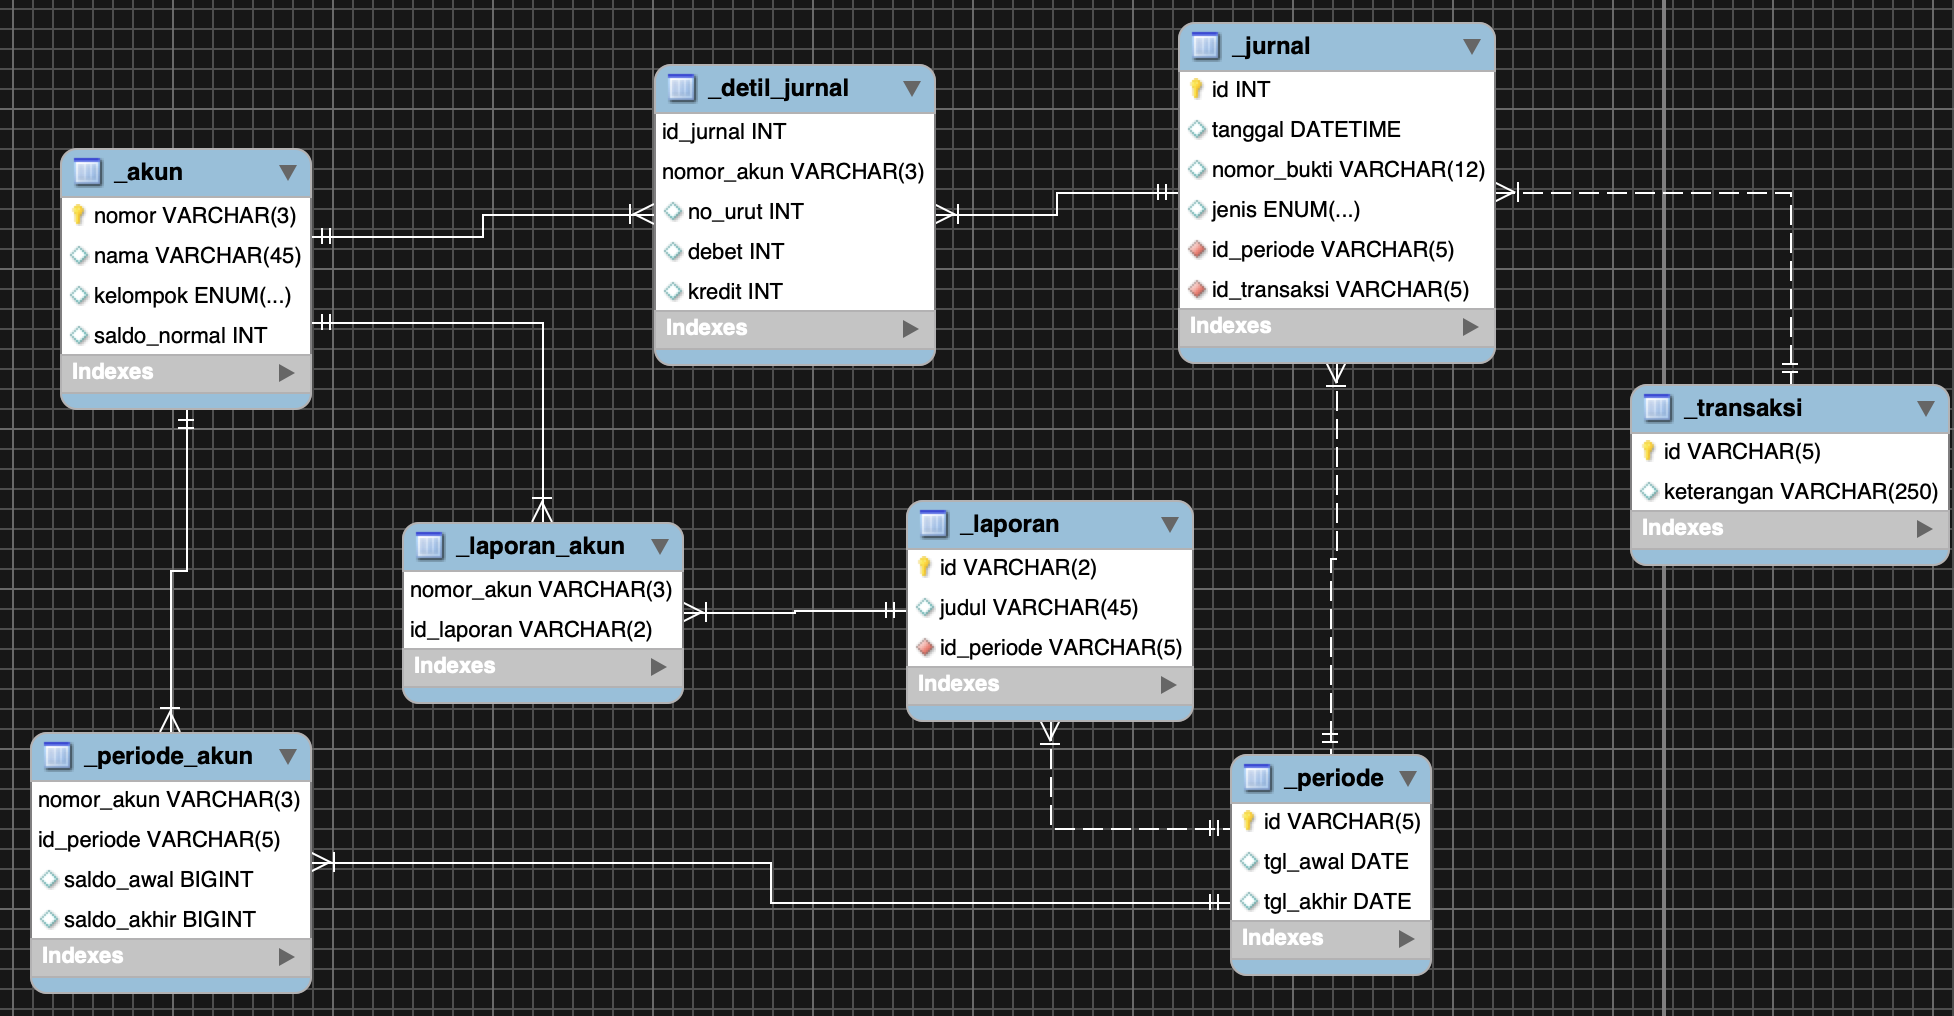 _akun
nomor VARCHAR(3)
nama VARCHAR(45)
kelompok ENUM(...)
saldo_normal INT
Indexes
_detil_jurnal
id_jurnal INT
nomor_akun VARCHAR(3)
no_urut INT
debet INT
kredit INT
Indexes
_jurnal
id INT
tanggal DATETIME
nomor_bukti VARCHAR(12)
jenis ENUM(...)
id_periode VARCHAR(5)
id_transaksi VARCHAR(5)
Indexes
_transaksi
id VARCHAR(5)
keterangan VARCHAR(250)
Indexes
_laporan_akun
nomor_akun VARCHAR(3)
id_laporan VARCHAR(2)
Indexes
_laporan
id VARCHAR(2)
judul VARCHAR(45)
id_periode VARCHAR(5)
Indexes
_periode_akun
nomor_akun VARCHAR(3)
id_periode VARCHAR(5)
saldo_awal BIGINT
saldo_akhir BIGINT
Indexes
_periode
id VARCHAR(5)
tgl_awal DATE
tgl_akhir DATE
Indexes